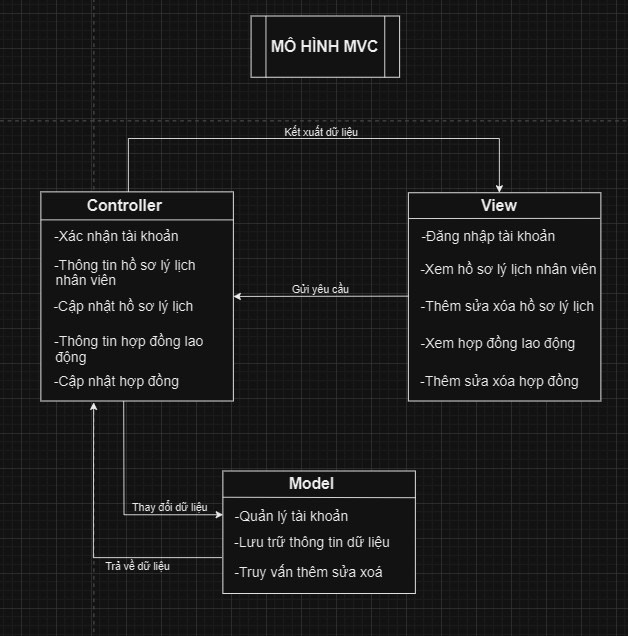 MÔ HÌNH MVC
Kết xuất dữ liệu
Controller
-Xác nhận tài khoản
-Thông tin hồ sơ lý lịch
nhân viên
-Cập nhật hồ sơ lý lịch
-Thông tin hợp đồng lao
động
-Cập nhật hợp đồng
Gửi yêu cầu
View
-Đăng nhập tài khoản
-Xem hồ sơ lý lịch nhân viên
-Thêm sửa xóa hồ sơ lý lịch
-Xem hợp đồng lao động
-Thêm sửa xóa hợp đồng
Thay đổi dữ liệu
Trả về dữ liệu
Model
-Quản lý tài khoản
-Lưu trữ thông tin dữ liệu
-Truy vấn thêm sửa xoá